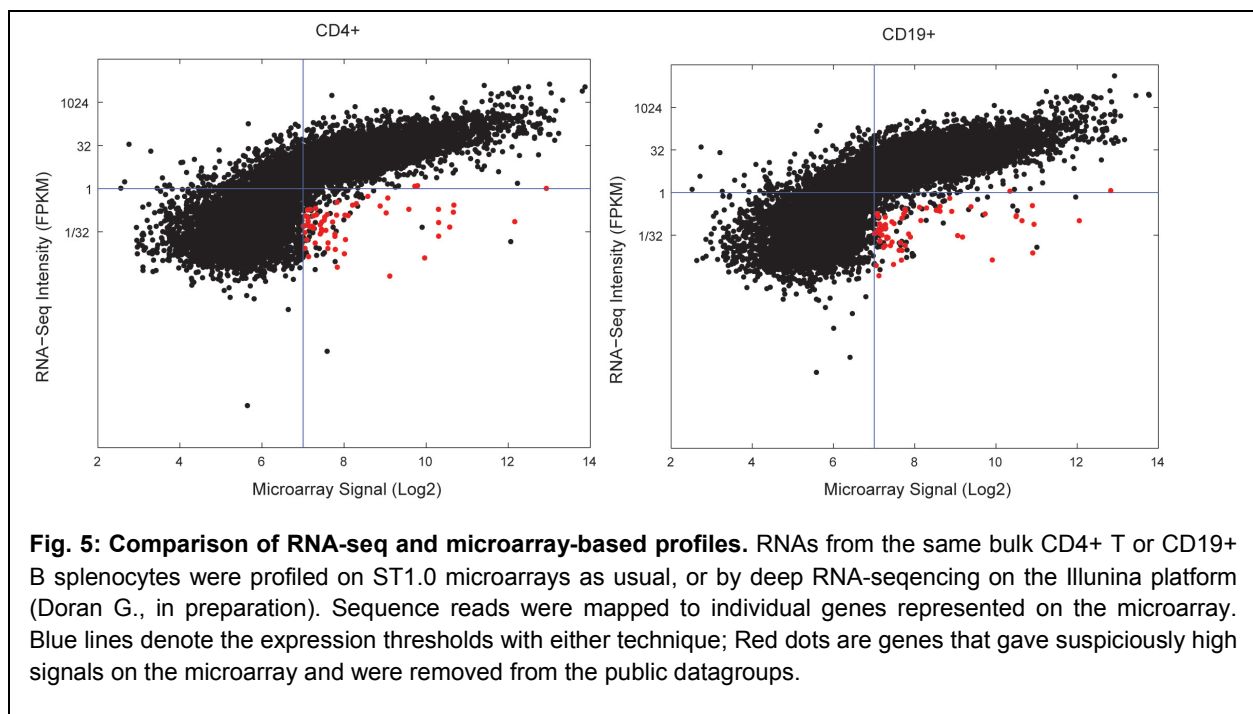 CD4+
CD19+
RNA−Seq Intensity (FPKM)
1024
32
1
1/32
2 4 6 8 10 12 14
Microarray Signal (Log2)
RNA−Seq Intensity (FPKM)
1024
32
1
1/32
2 4 6 8 10 12 14
Microarray Signal (Log2)
Fig. 5: Comparison of RNA-seq and microarray-based profiles. RNAs from the same bulk CD4+ T or CD19+
B splenocytes were profiled on ST1.0 microarrays as usual, or by deep RNA-seqencing on the Illunina platform
(Doran G., in preparation). Sequence reads were mapped to individual genes represented on the microarray.
Blue lines denote the expression thresholds with either technique; Red dots are genes that gave suspiciously high
signals on the microarray and were removed from the public datagroups.